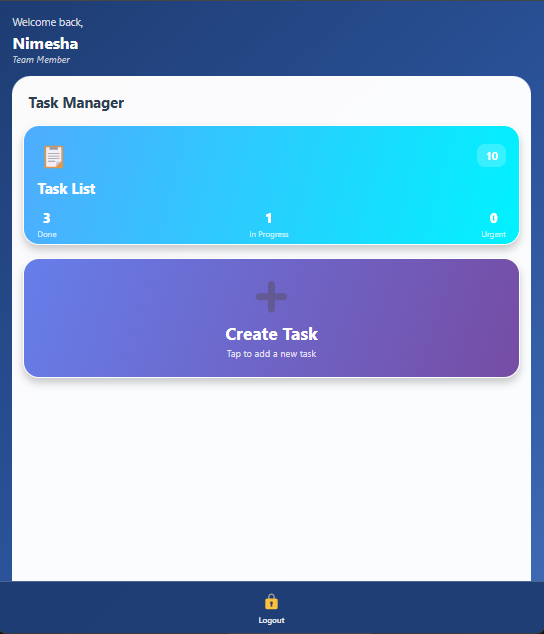 Welcome back,
Nimesha
Team Member
Task Manager
10
Task List
3 1 0
Done In Progress Urgent
Create Task
Tap to add a new task
Logout